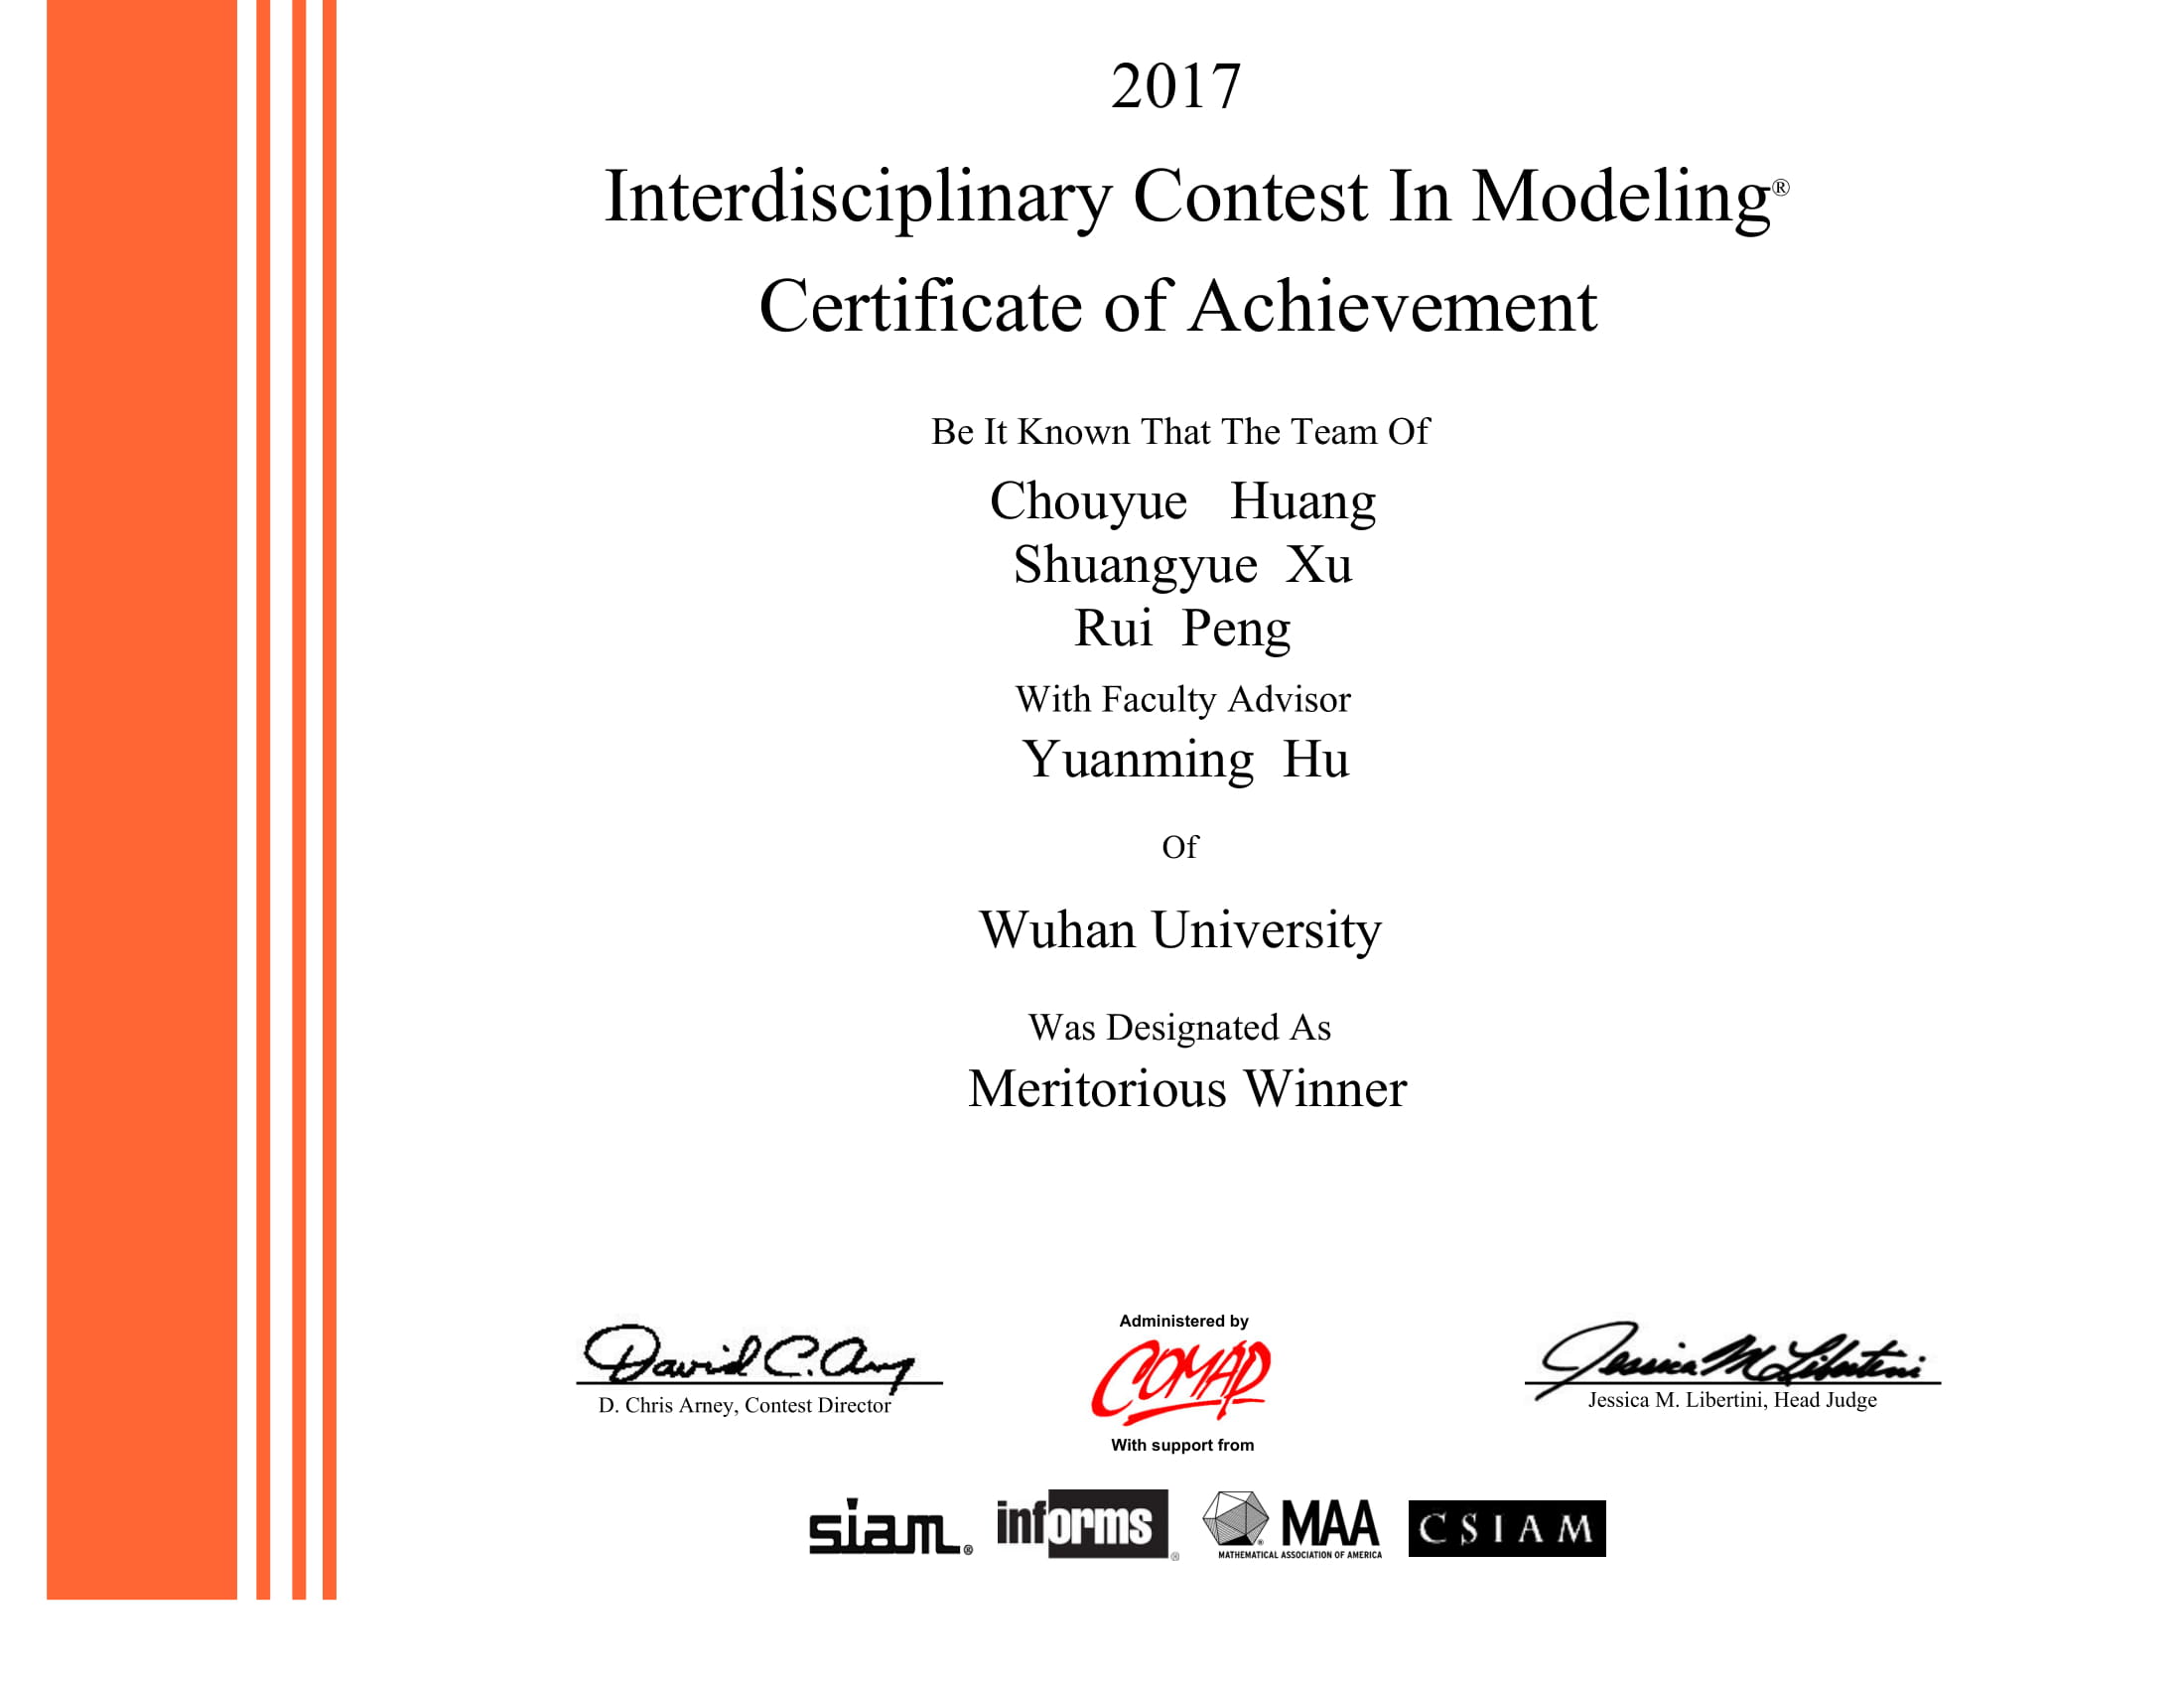 2017
Interdisciplinary Contest In Modeling®
Certificate of Achievement
Be It Known That The Team Of
Chouyue Huang
Shuangyue Xu
Rui Peng
With Faculty Advisor
Yuanming Hu
Of
Wuhan University
Was Designated As
Meritorious Winner
David C. Arney
D. Chris Arney, Contest Director
Administered by
COMAP
With support from
Jessica M Libertini
Jessica M. Libertini, Head Judge
siam®
informs®
MAA
MATHEMATICAL ASSOCIATION OF AMERICA
CSIAM